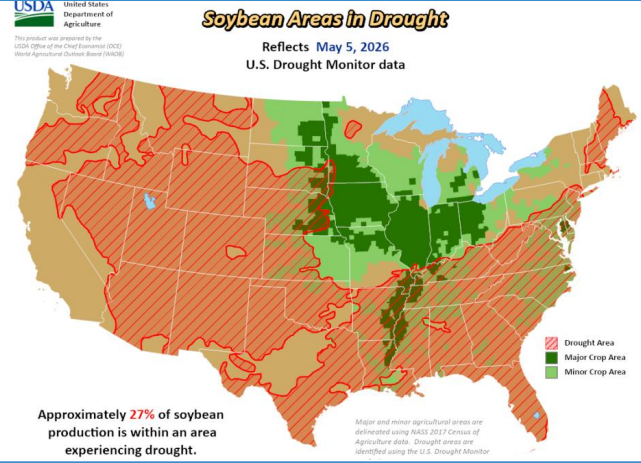 USDA
United States
Department of
Agriculture
This product was prepared by the
USDA Office of the Chief Economist (OCE)
World Agricultural Outlook Board (WAOB)
Soybean Areas in Drought
Reflects May 5, 2026
U.S. Drought Monitor data
Drought Area
Major Crop Area
Minor Crop Area
Approximately 27% of soybean
production is within an area
experiencing drought.
Major and minor agricultural areas are
delineated using NASS 2017 Census of
Agriculture data. Drought areas are
identified using the U.S. Drought Monitor